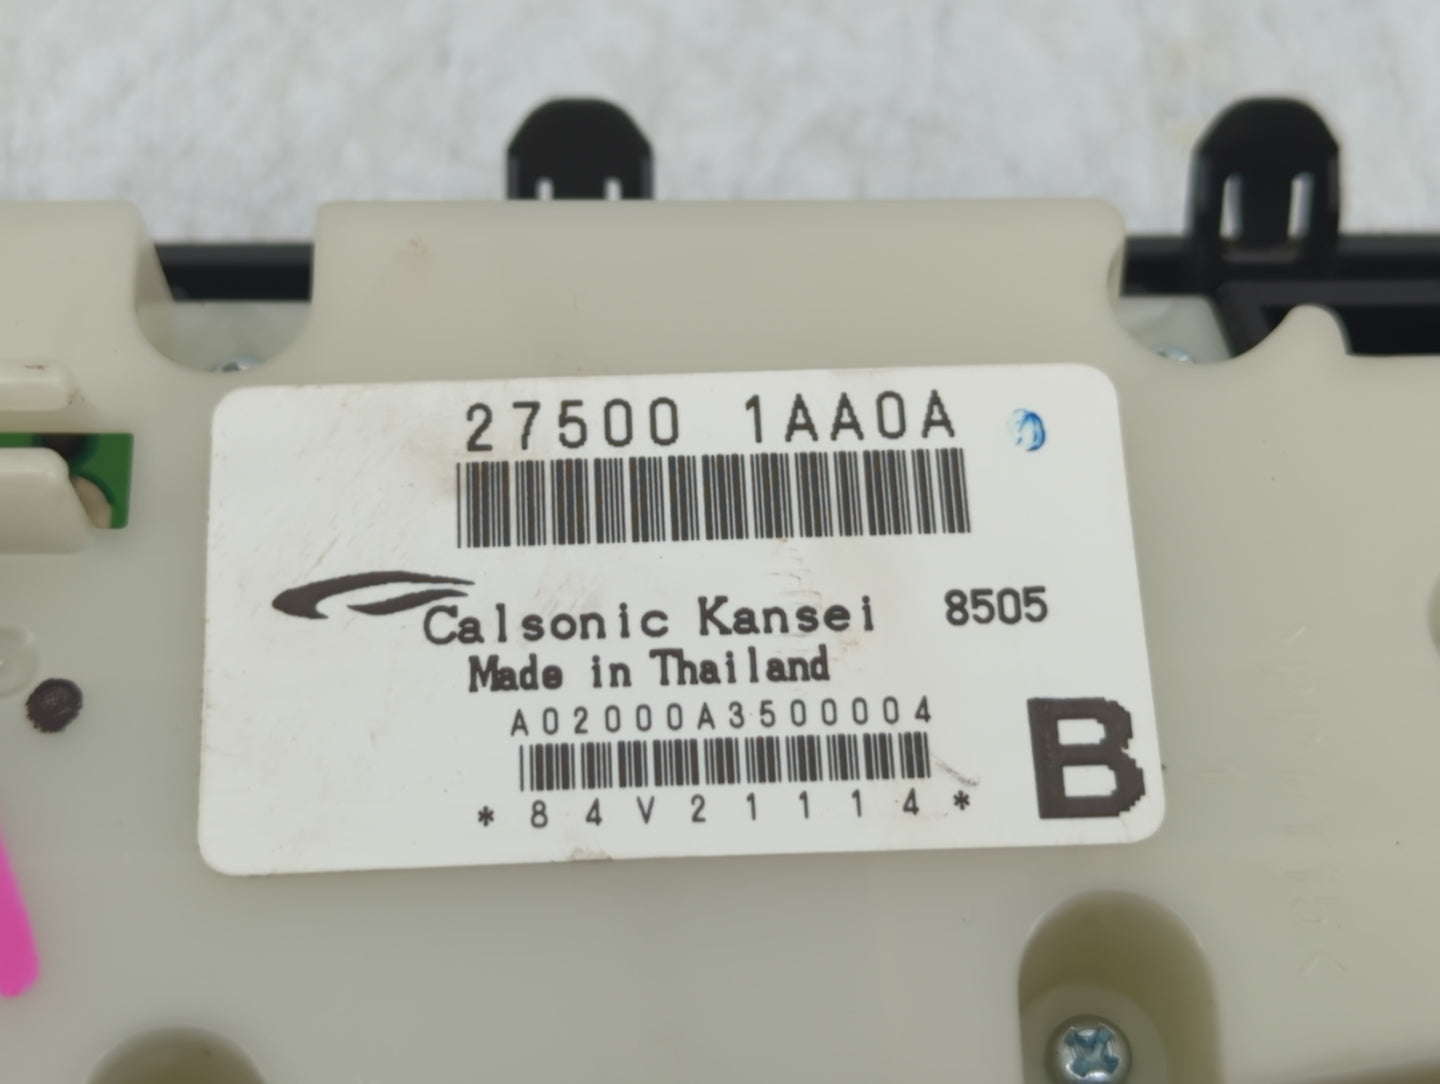 27500 1AA0A
Calsonic Kansei 8505
Made in Thailand
A02000A3500004
B
*84V21114*